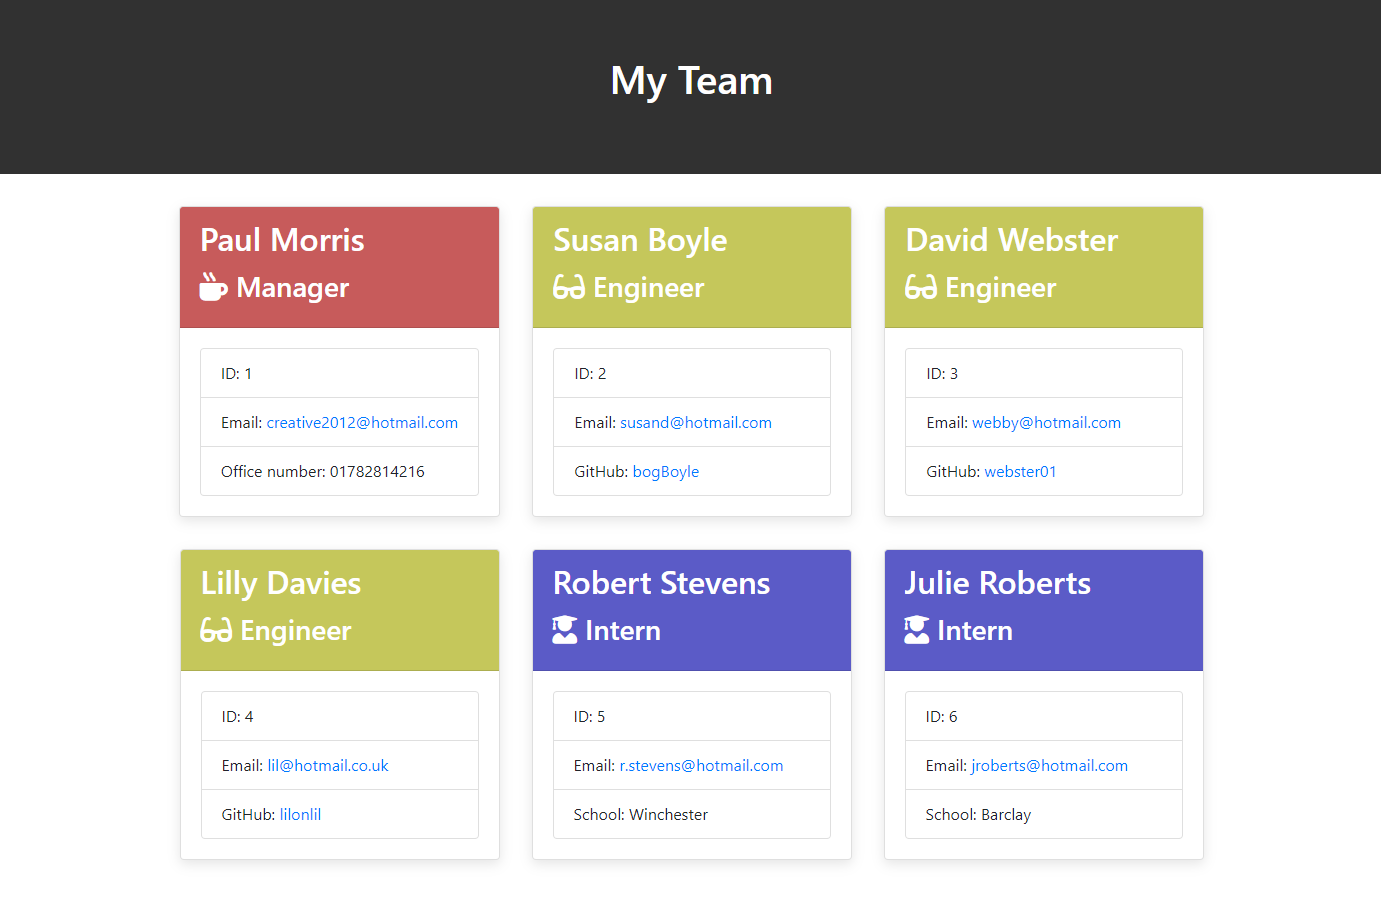 My Team
Paul Morris
Manager
ID: 1
Email: creative2012@hotmail.com
Office number: 01782814216
Susan Boyle
Engineer
ID: 2
Email: susand@hotmail.com
GitHub: bogBoyle
David Webster
Engineer
ID: 3
Email: webby@hotmail.com
GitHub: webster01
Lilly Davies
Engineer
ID: 4
Email: lil@hotmail.co.uk
GitHub: lilonlil
Robert Stevens
Intern
ID: 5
Email: r.stevens@hotmail.com
School: Winchester
Julie Roberts
Intern
ID: 6
Email: jroberts@hotmail.com
School: Barclay